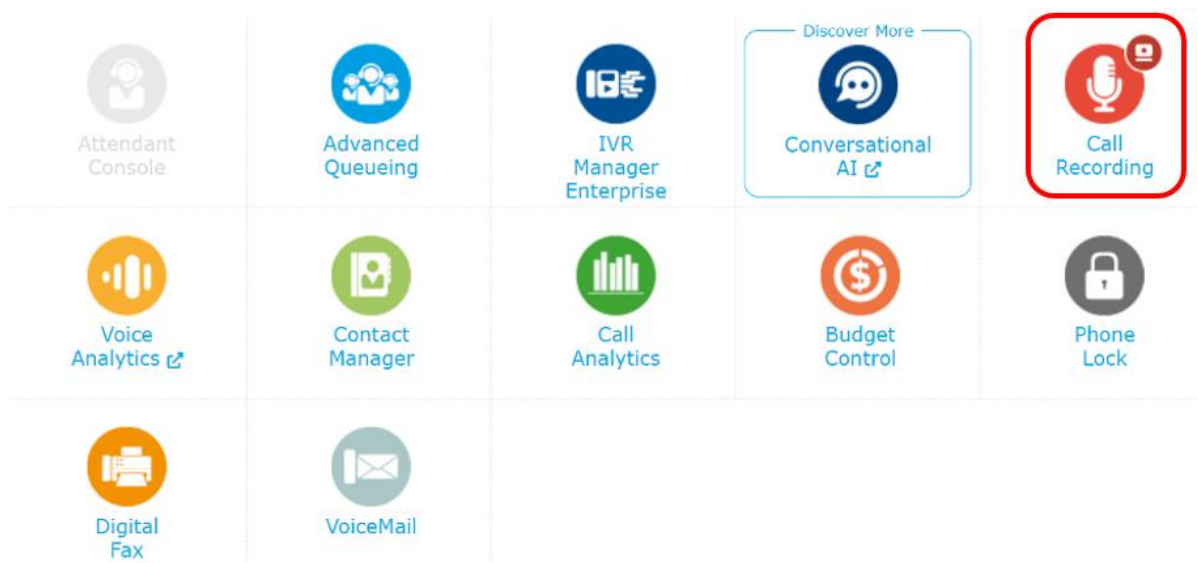 Discover More
Attendant
Console
Advanced
Queueing
IVR
Manager
Enterprise
Conversational
AI
Call
Recording
Voice
Analytics
Contact
Manager
Call
Analytics
Budget
Control
Phone
Lock
Digital
Fax
VoiceMail